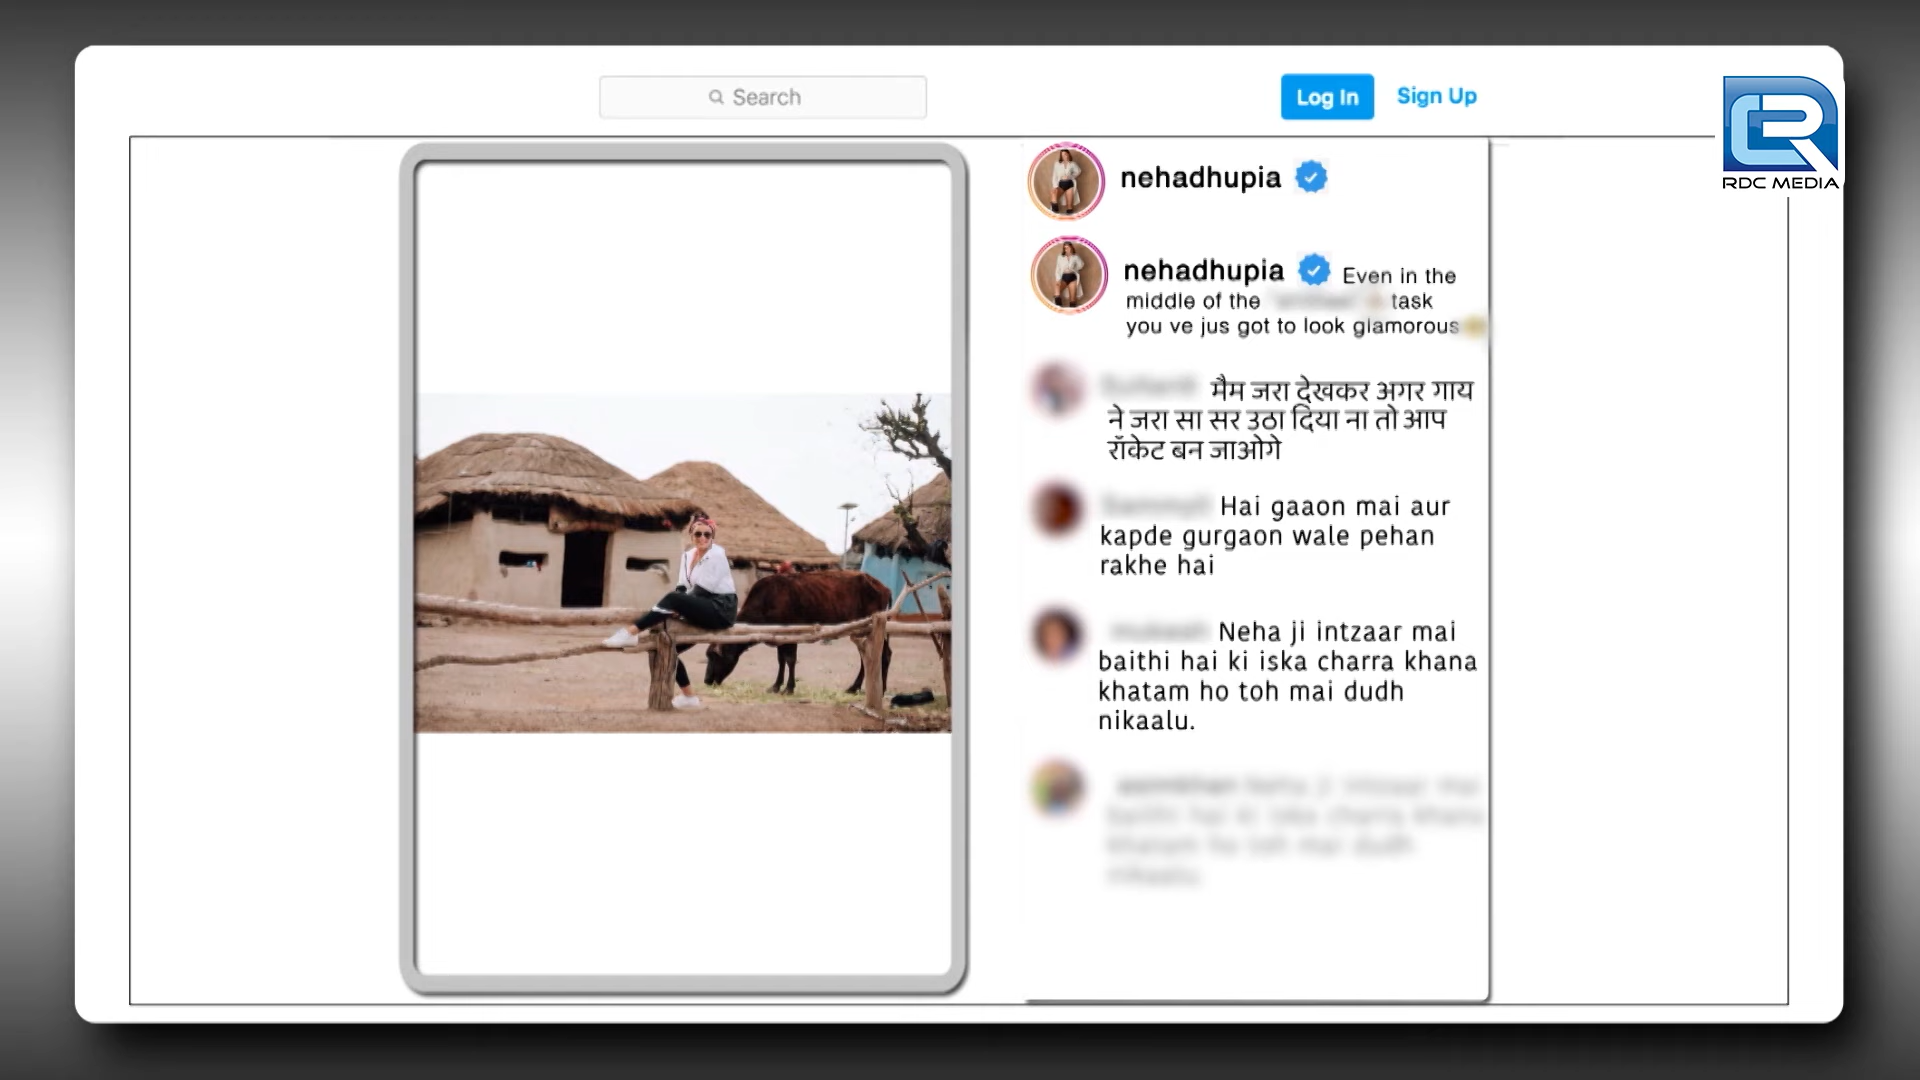 Search
Log In
Sign Up
RDC MEDIA
nehadhupia
nehadhupia Even in the
middle of the task
you ve jus got to look glamorous
मैम जरा देखकर अगर गाय
ने जरा सा सर उठा दिया ना तो आप
रॉकेट बन जाओगे
Hai gaaon mai aur
kapde gurgaon wale pehan
rakhe hai
Neha ji intzaar mai
baithi hai ki iska charra khana
khatam ho toh mai dudh
nikaalu.